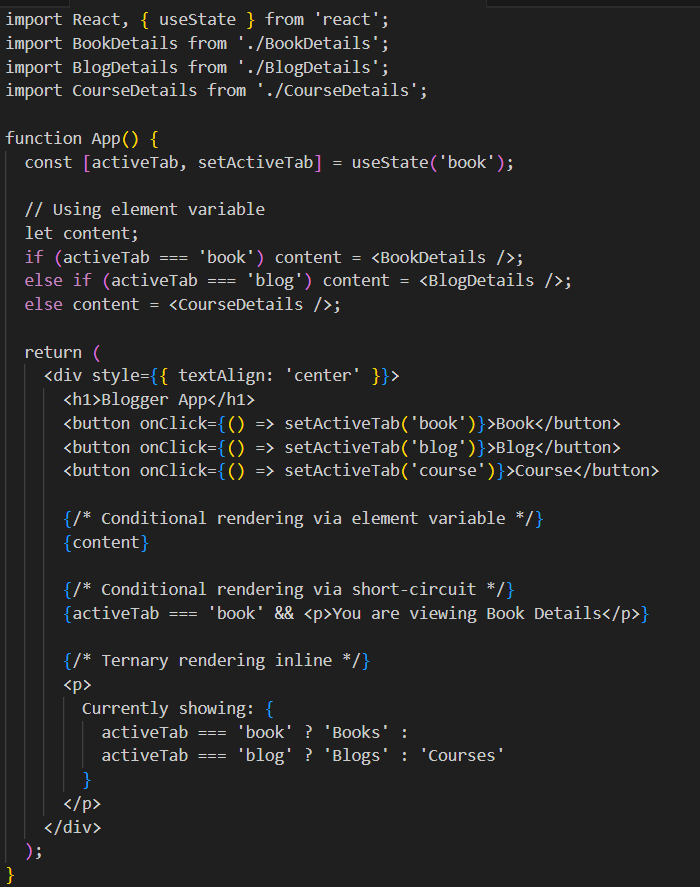 import React, { useState } from 'react';
import BookDetails from './BookDetails';
import BlogDetails from './BlogDetails';
import CourseDetails from './CourseDetails';

function App() {
  const [activeTab, setActiveTab] = useState('book');

  // Using element variable
  let content;
  if (activeTab === 'book') content = <BookDetails />;
  else if (activeTab === 'blog') content = <BlogDetails />;
  else content = <CourseDetails />;

  return (
    <div style={{ textAlign: 'center' }}>
      <h1>Blogger App</h1>
      <button onClick={() => setActiveTab('book')}>Book</button>
      <button onClick={() => setActiveTab('blog')}>Blog</button>
      <button onClick={() => setActiveTab('course')}>Course</button>

      {/* Conditional rendering via element variable */}
      {content}

      {/* Conditional rendering via short-circuit */}
      {activeTab === 'book' && <p>You are viewing Book Details</p>}

      {/* Ternary rendering inline */}
      <p>
        Currently showing: {
          activeTab === 'book' ? 'Books' :
          activeTab === 'blog' ? 'Blogs' : 'Courses'
        }
      </p>
    </div>
  );
}